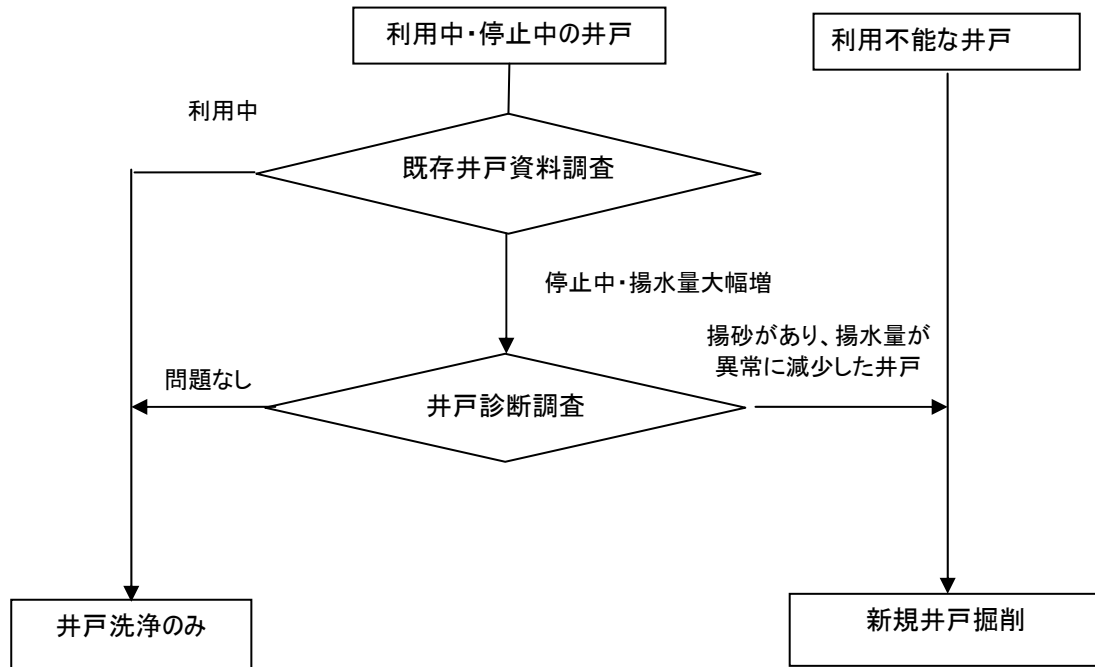 利用中・停止中の井戸
利用不能な井戸
利用中
既存井戸資料調査
停止中・揚水量大幅増
揚砂があり、揚水量が
異常に減少した井戸
問題なし
井戸診断調査
井戸洗浄のみ
新規井戸掘削